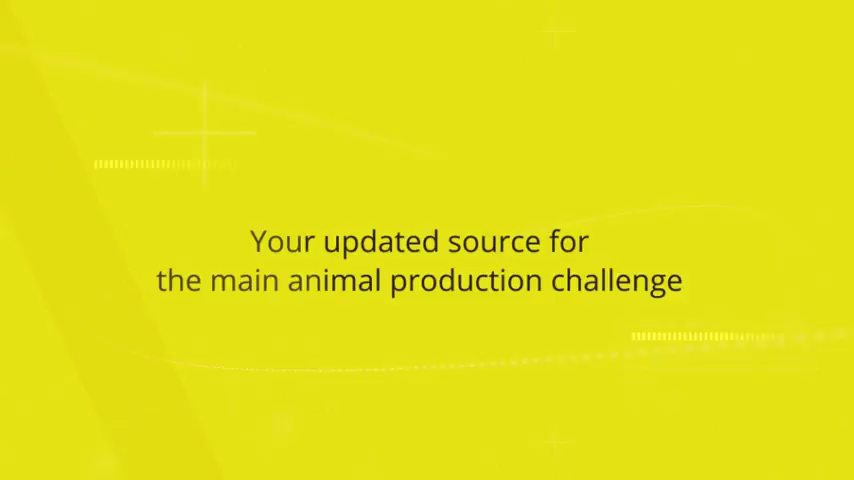 Your updated source for
the main animal production challenge